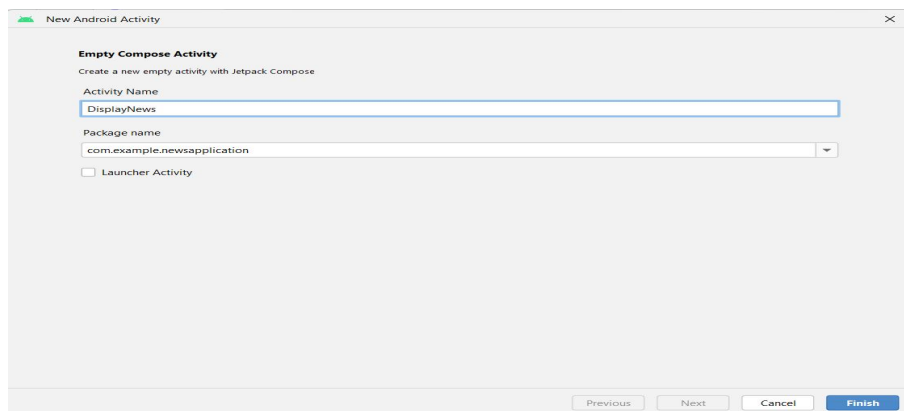 New Android Activity
Empty Compose Activity
Create a new empty activity with Jetpack Compose
Activity Name
DisplayNews
Package name
com.example.newsapplication
Launcher Activity
Previous Next Cancel Finish